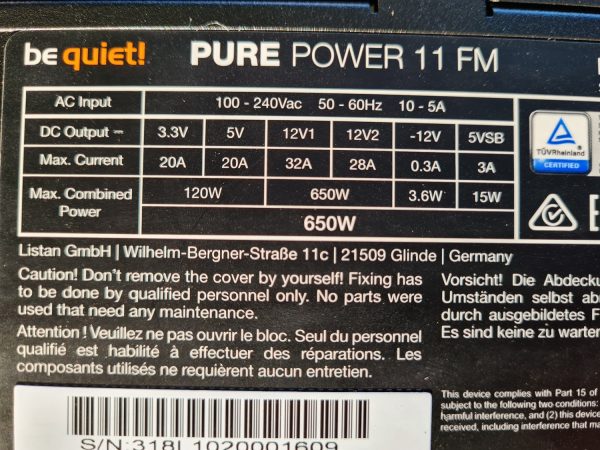 be quiet! PURE POWER 11 FM
AC Input 100 - 240Vac 50 - 60Hz 10 - 5A
DC Output 3.3V 5V 12V1 12V2 -12V 5VSB
Max. Current 20A 20A 32A 28A 0.3A 3A
Max. Combined Power 120W 650W 3.6W 15W
650W
TÜVRheinland
CERTIFIED
Listan GmbH | Wilhelm-Bergner-Straße 11c | 21509 Glinde | Germany
Caution! Don't remove the cover by yourself! Fixing has
to be done by qualified personnel only. No parts were
used that need any maintenance.
Attention ! Veuillez ne pas ouvrir le bloc. Seul du personnel
qualifié est habilité à effectuer des réparations. Les
composants utilisés ne requièrent aucun entretien.
Vorsicht! Die Abdecku
Umständen selbst ab
durch ausgebildetes F
Es sind keine zu warten
This device complies with Part 15 of
subject to the following two conditions:
harmful interference, and (2) this device
received, including interference that ma
S/N:318L1020001609